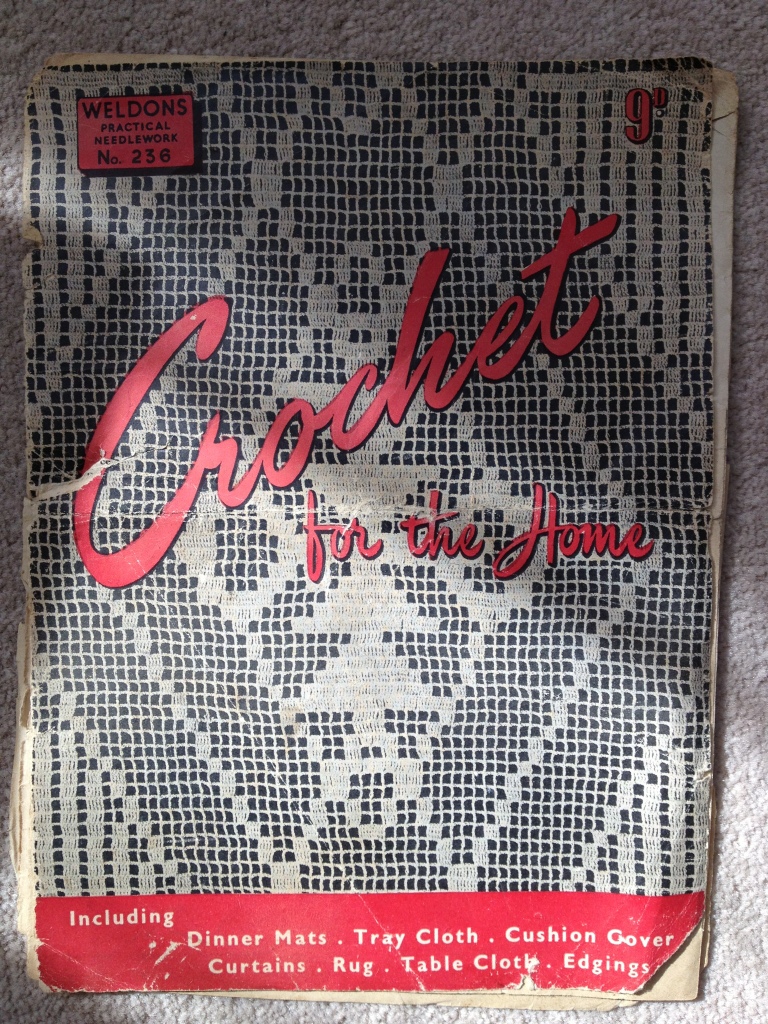 WELDONS
PRACTICAL
NEEDLEWORK
No. 236
9D.
Crochet
for the Home
Including
Dinner Mats . Tray Cloth . Cushion Cover
Curtains . Rug . Table Cloth . Edgings